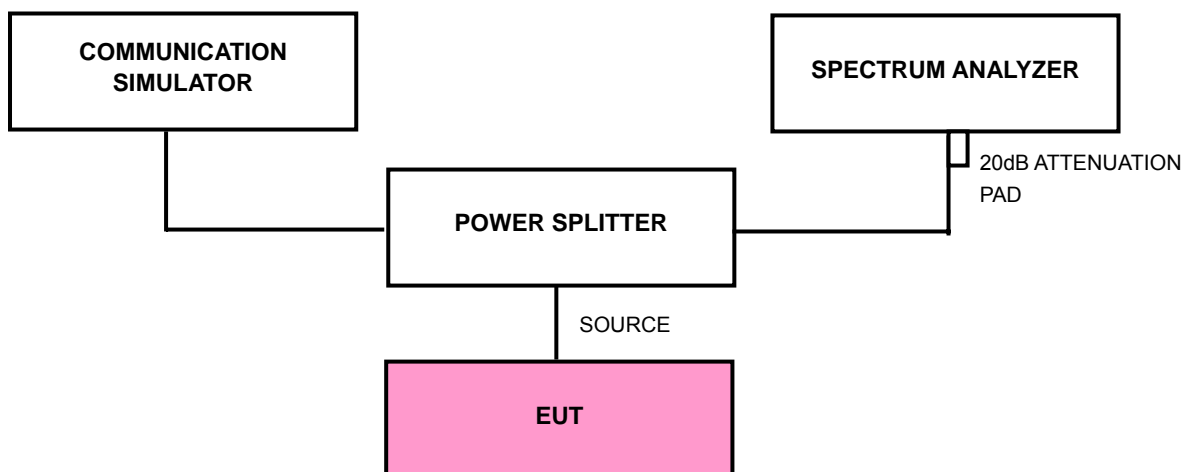 COMMUNICATION
SIMULATOR
SPECTRUM ANALYZER
20dB ATTENUATION
PAD
POWER SPLITTER
SOURCE
EUT